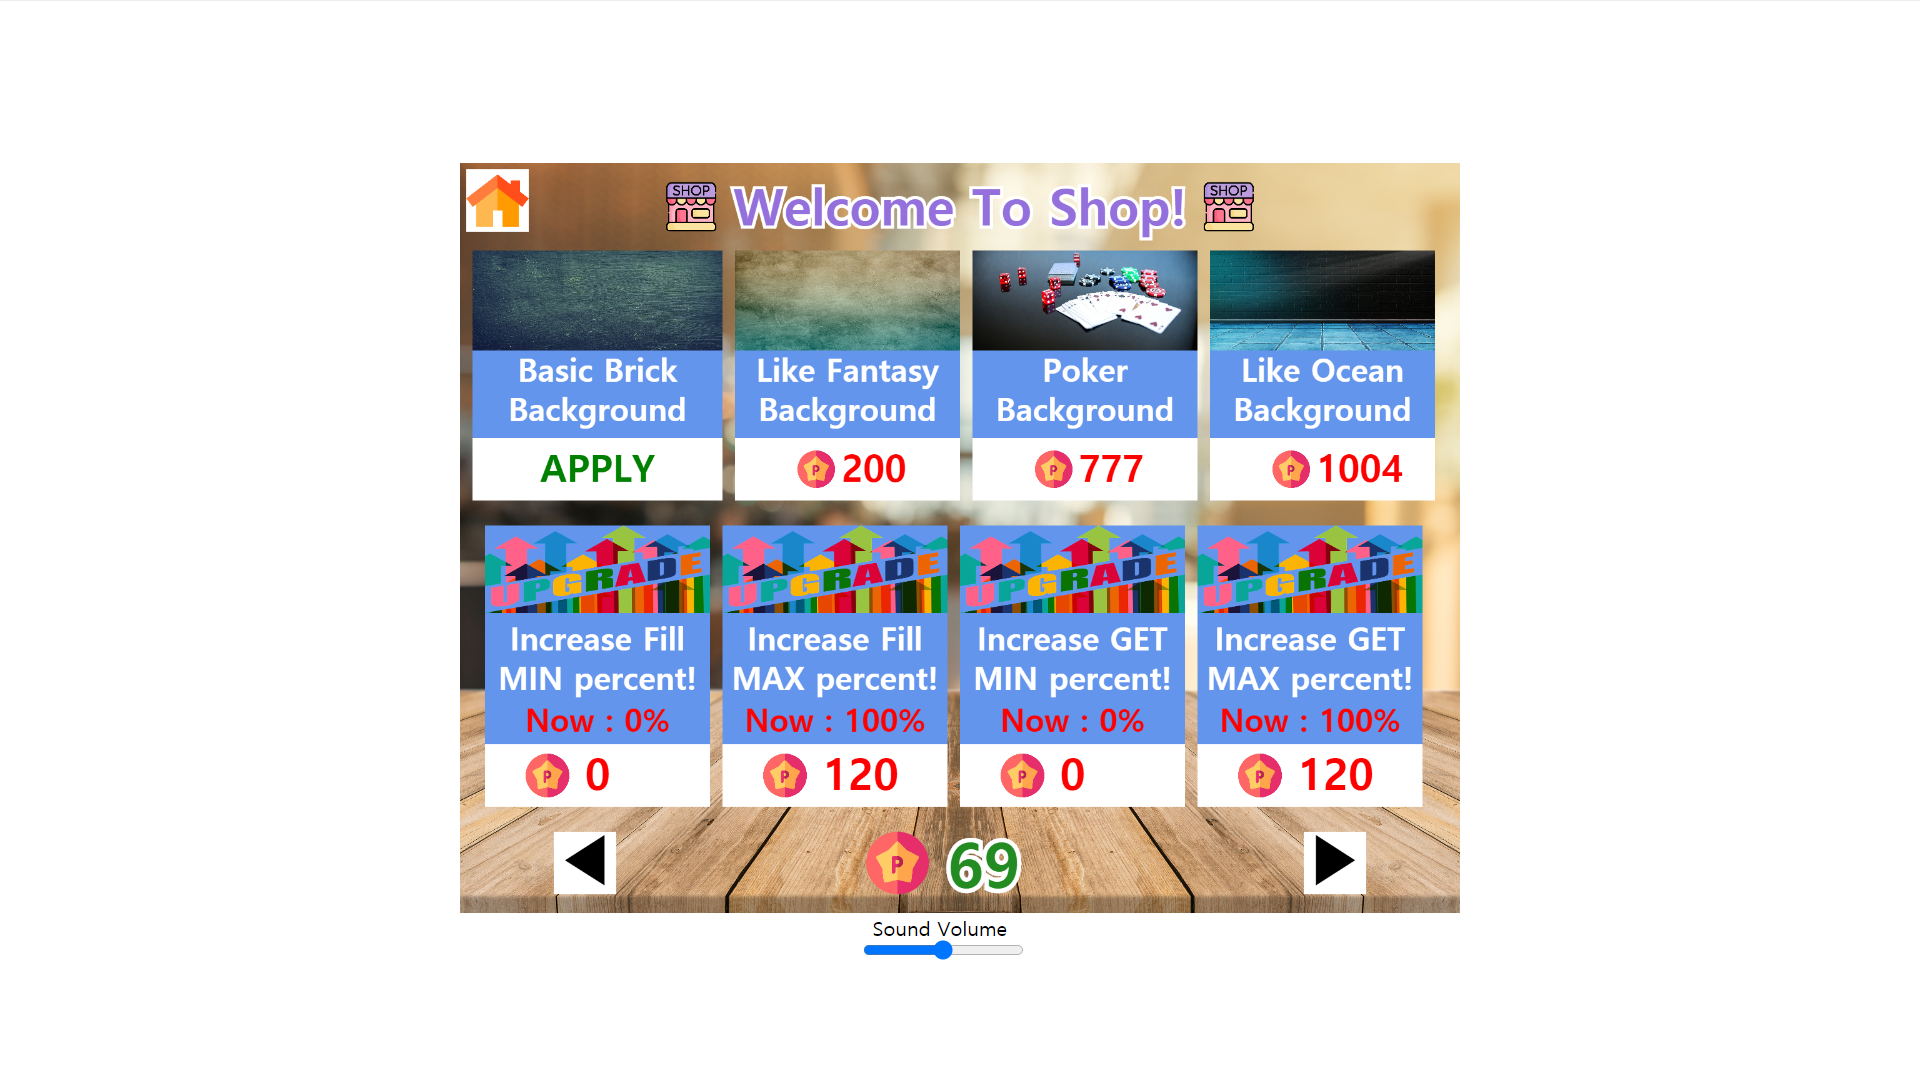 SHOP Welcome To Shop! SHOP
Basic Brick
Background
APPLY
Like Fantasy
Background
P 200
Poker
Background
P 777
Like Ocean
Background
P 1004
UPGRADE
Increase Fill
MIN percent!
Now : 0%
P 0
UPGRADE
Increase Fill
MAX percent!
Now : 100%
P 120
UPGRADE
Increase GET
MIN percent!
Now : 0%
P 0
UPGRADE
Increase GET
MAX percent!
Now : 100%
P 120
P 69
Sound Volume